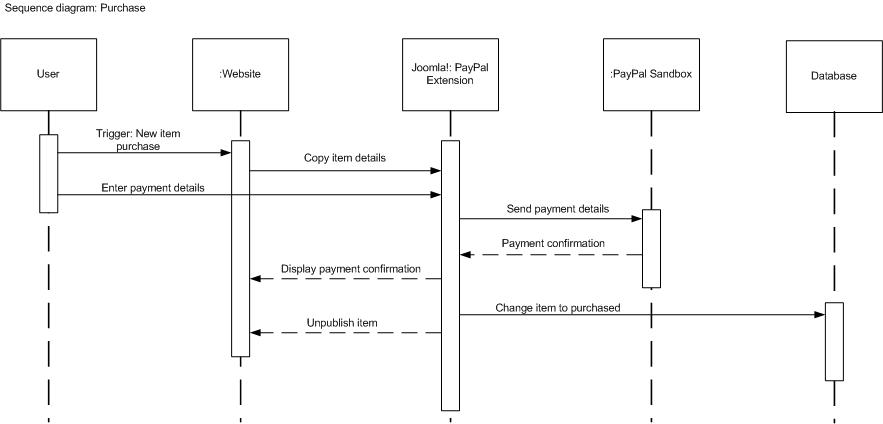 Sequence diagram: Purchase
User
:Website
Joomla!: PayPal
Extension
:PayPal Sandbox
Database
Trigger: New item
purchase
Copy item details
Enter payment details
Send payment details
Payment confirmation
Display payment confirmation
Change item to purchased
Unpublish item